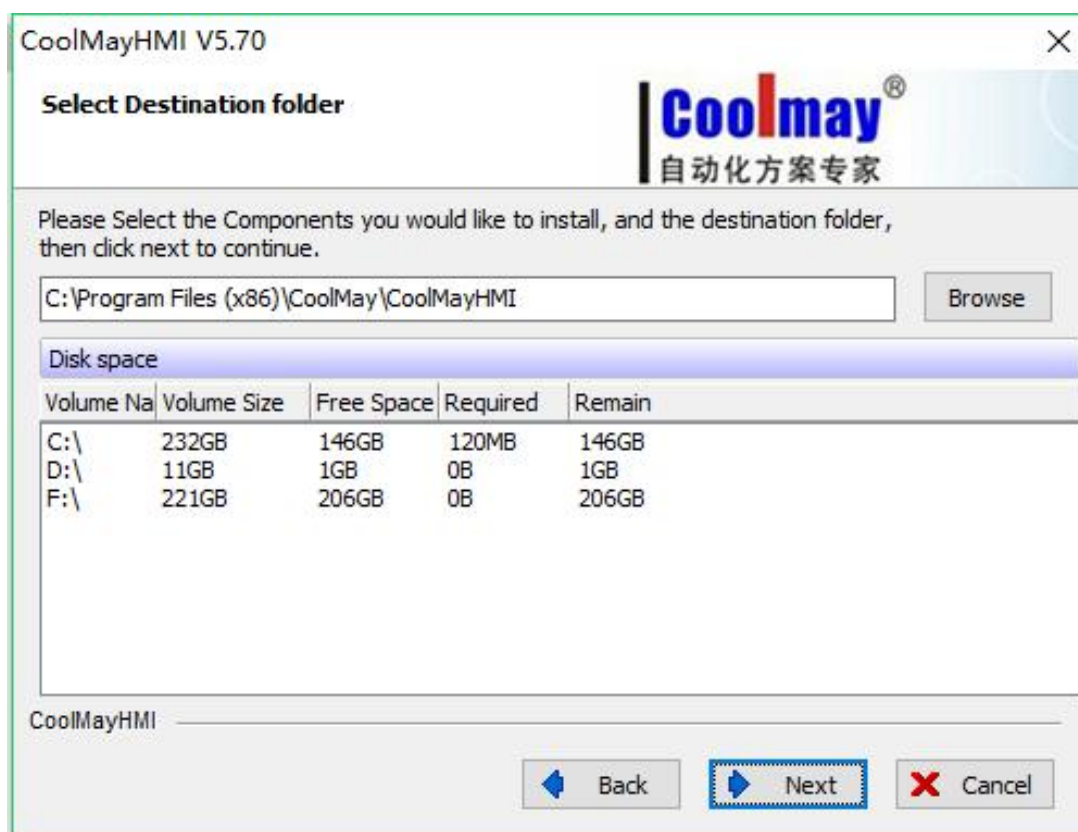 CoolMayHMI V5.70
Select Destination folder
Coolmay®
自动化方案专家
Please Select the Components you would like to install, and the destination folder,
then click next to continue.
C:\Program Files (x86)\CoolMay\CoolMayHMI
Browse
Disk space
Volume Na Volume Size Free Space Required Remain
C:\ 232GB 146GB 120MB 146GB
D:\ 11GB 1GB 0B 1GB
F:\ 221GB 206GB 0B 206GB
CoolMayHMI
Back Next Cancel